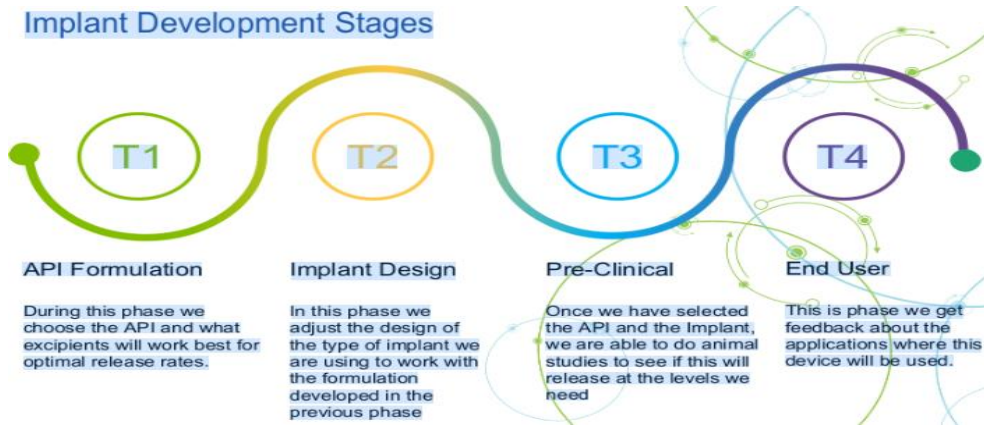 Implant Development Stages
T1
T2
T3
T4
API Formulation
During this phase we
choose the API and what
excipients will work best for
optimal release rates.
Implant Design
In this phase we
adjust the design of
the type of implant we
are using to work with
the formulation
developed in the
previous phase
Pre-Clinical
Once we have selected
the API and the Implant,
we are able to do animal
studies to see if this will
release at the levels we
need
End User
This is phase we get
feedback about the
applications where this
device will be used.